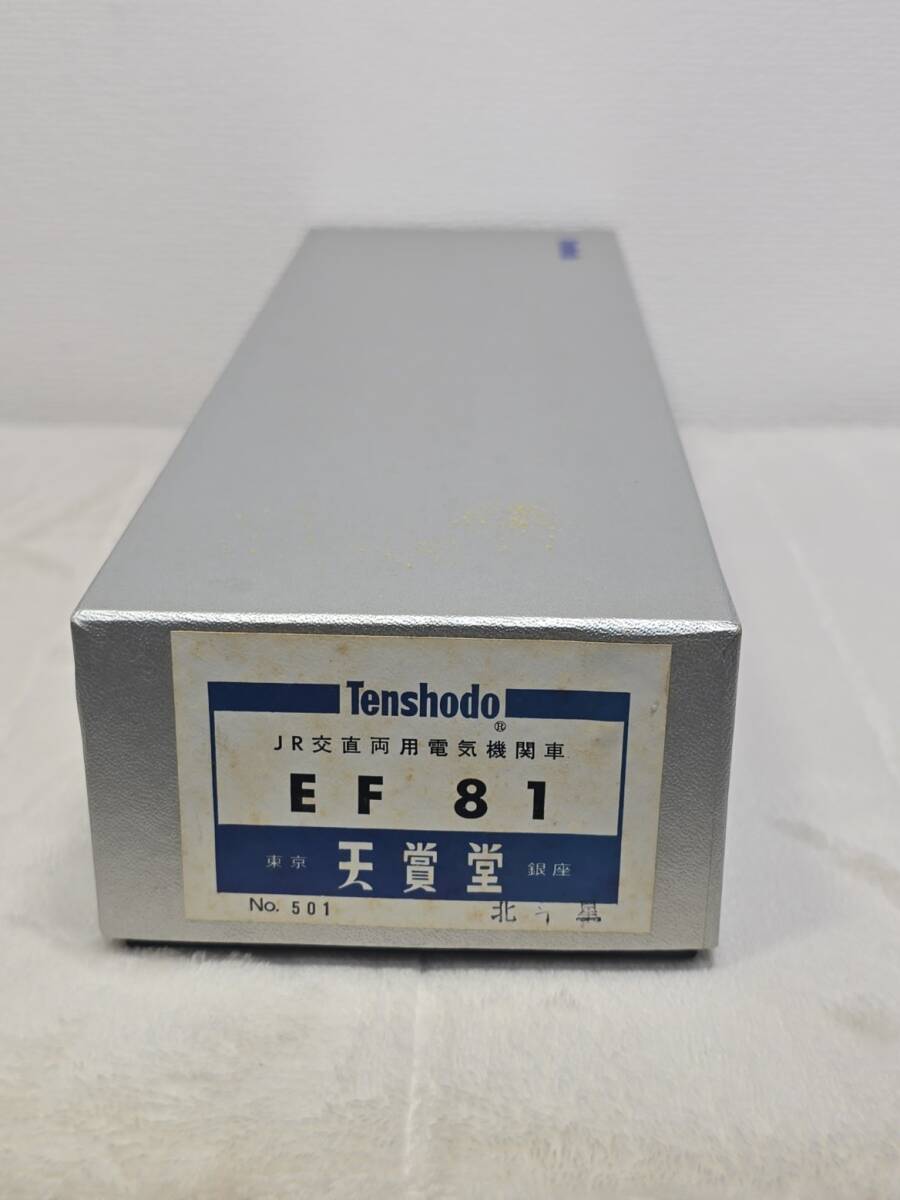 Tenshodo®
JR交直両用電気機関車
EF 81
東京 天賞堂 銀座
No. 501 北斗星